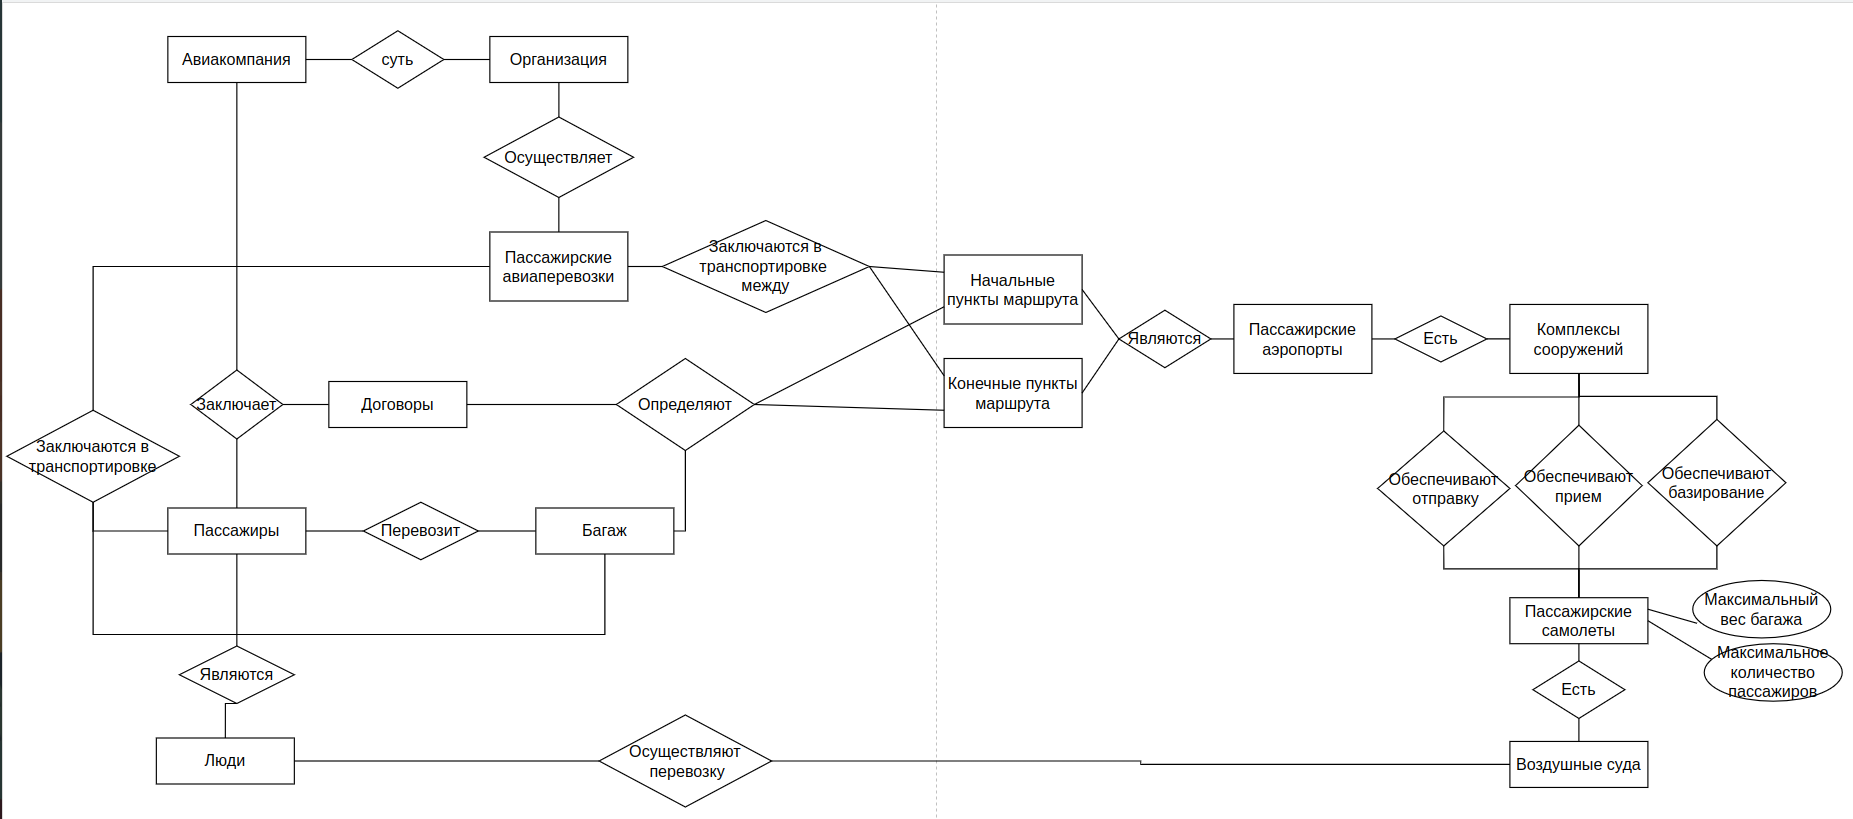 Авиакомпания
суть
Организация
Осуществляет
Пассажирские
авиаперевозки
Заключаются в
транспортировке
между
Начальные
пункты маршрута
Конечные пункты
маршрута
Являются
Пассажирские
аэропорты
Есть
Комплексы
сооружений
Заключает
Договоры
Определяют
Заключаются в
транспортировке
Пассажиры
Перевозит
Багаж
Обеспечивают
отправку
Обеспечивают
прием
Обеспечивают
базирование
Пассажирские
самолеты
Максимальный
вес багажа
Максимальное
количество
пассажиров
Являются
Есть
Люди
Осуществляют
перевозку
Воздушные суда